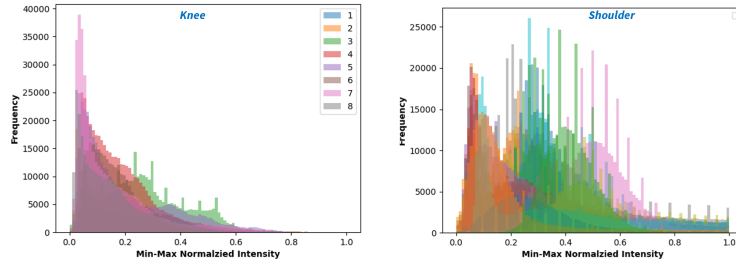 Knee
Frequency
40000
35000
30000
25000
20000
15000
10000
5000
0
0.0 0.2 0.4 0.6 0.8 1.0
Min-Max Normalzied Intensity
1
2
3
4
5
6
7
8
Shoulder
Frequency
25000
20000
15000
10000
5000
0
0.0 0.2 0.4 0.6 0.8 1.0
Min-Max Normalzied Intensity